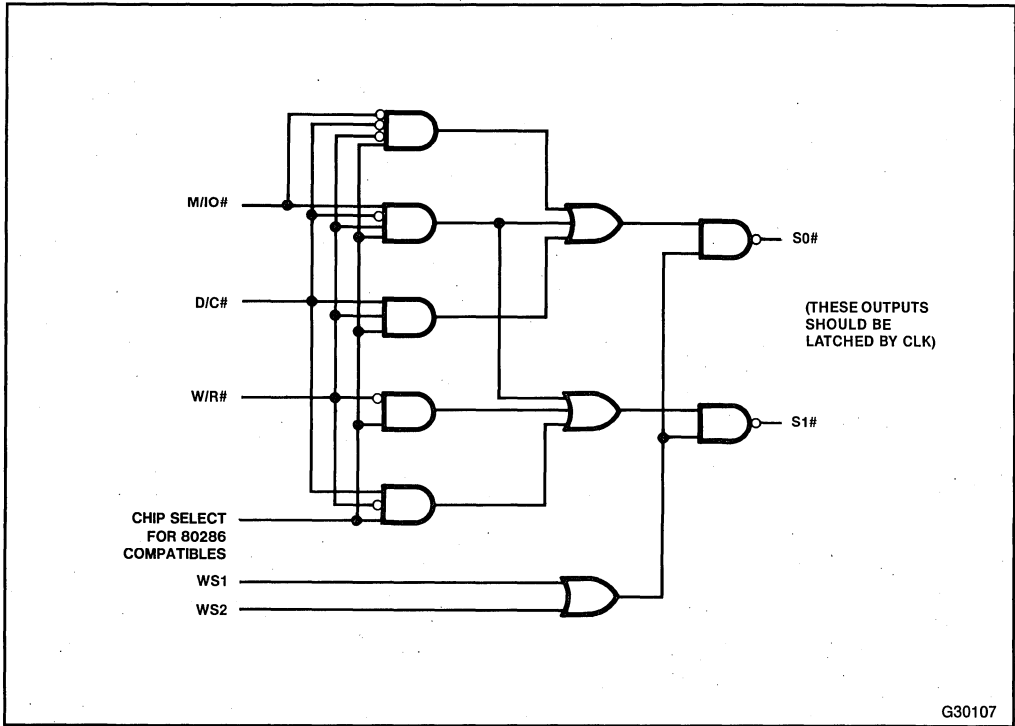 M/IO#
D/C#
W/R#
CHIP SELECT
FOR 80286
COMPATIBLES
WS1
WS2
S0#
(THESE OUTPUTS
SHOULD BE
LATCHED BY CLK)
S1#
G30107